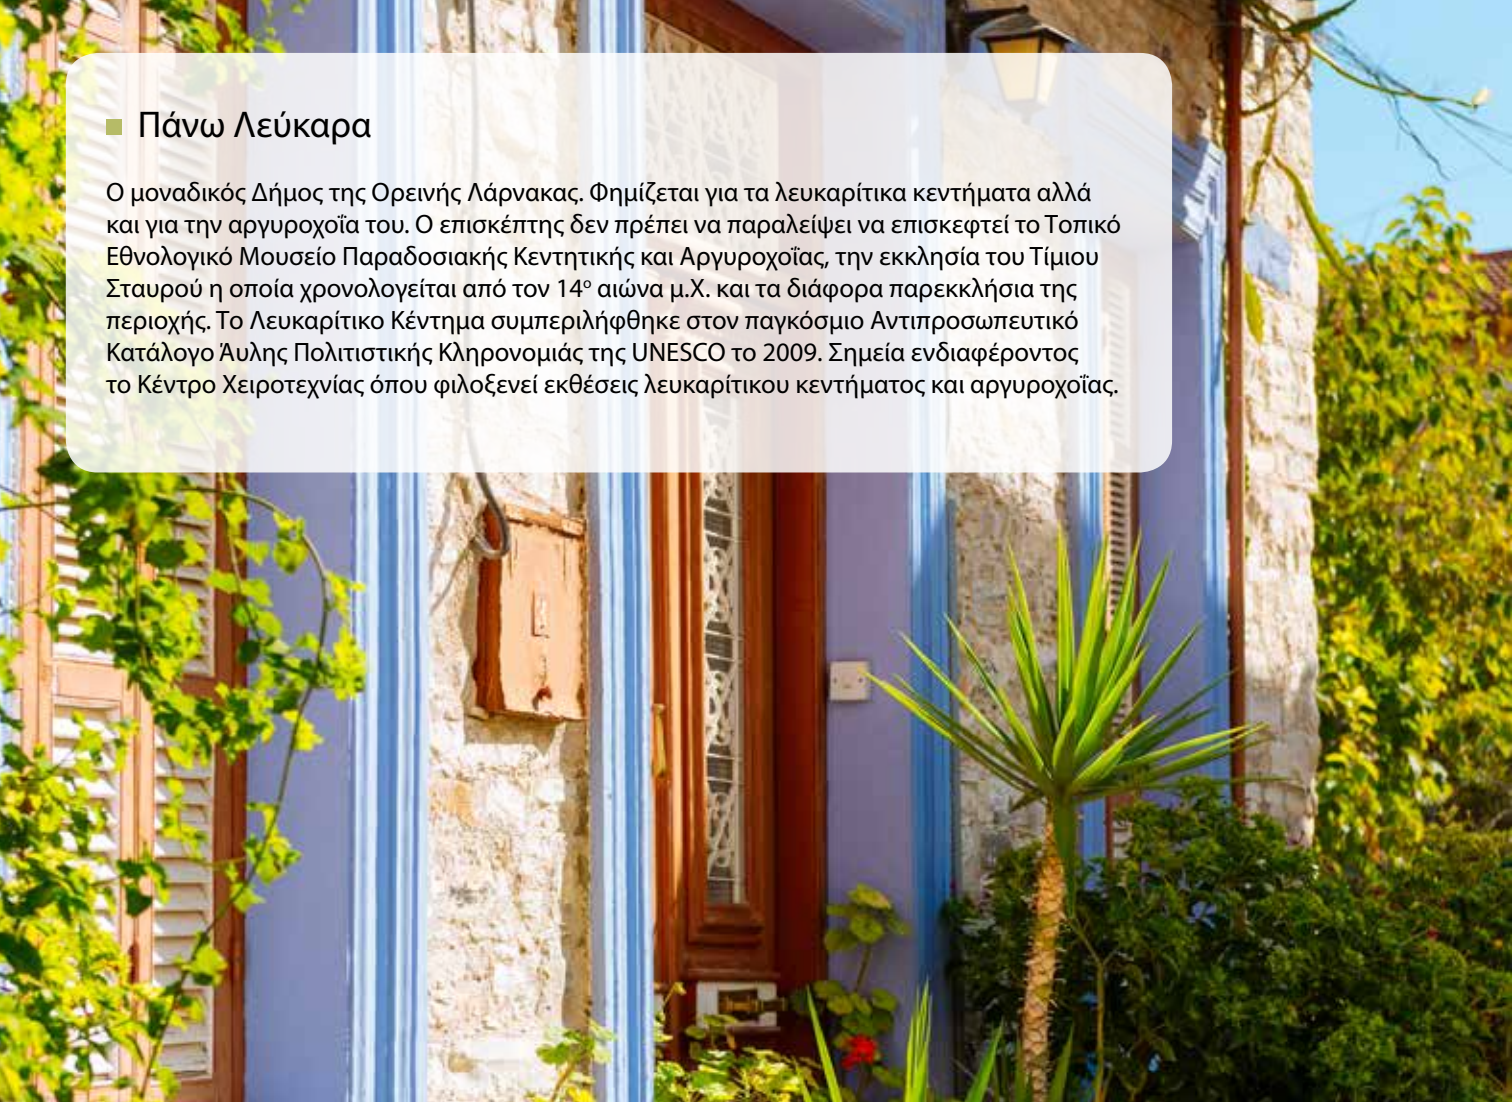 Πάνω Λεύκαρα
Ο μοναδικός Δήμος της Ορεινής Λάρνακας. Φημίζεται για τα λευκαρίτικα κεντήματα αλλά
και για την αργυροχοΐα του. Ο επισκέπτης δεν πρέπει να παραλείψει να επισκεφτεί το Τοπικό
Εθνολογικό Μουσείο Παραδοσιακής Κεντητικής και Αργυροχοΐας, την εκκλησία του Τίμιου
Σταυρού η οποία χρονολογείται από τον 14º αιώνα μ.Χ. και τα διάφορα παρεκκλήσια της
περιοχής. Το Λευκαρίτικο Κέντημα συμπεριλήφθηκε στον παγκόσμιο Αντιπροσωπευτικό
Κατάλογο Άυλης Πολιτιστικής Κληρονομιάς της UNESCO το 2009. Σημεία ενδιαφέροντος
το Κέντρο Χειροτεχνίας όπου φιλοξενεί εκθέσεις λευκαρίτικου κεντήματος και αργυροχοΐας.